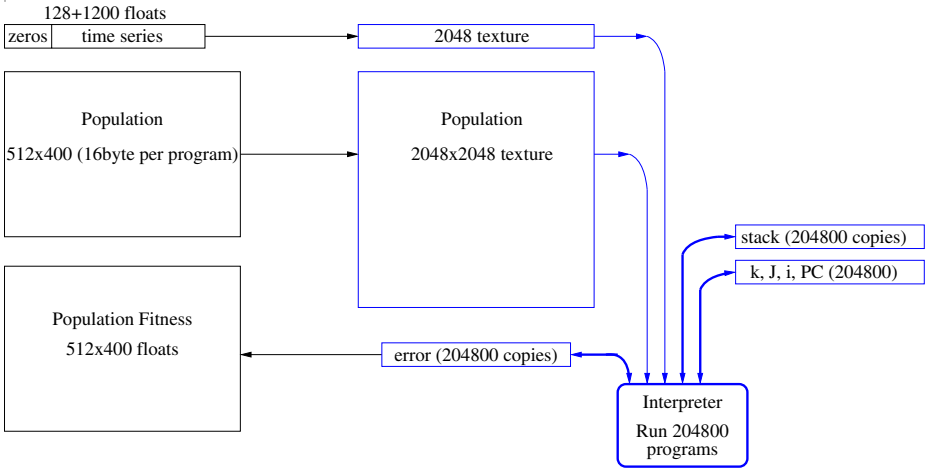 128+1200 floats
zeros time series
2048 texture
Population
512x400 (16byte per program)
Population
2048x2048 texture
stack (204800 copies)
k, J, i, PC (204800)
Population Fitness
512x400 floats
error (204800 copies)
Interpreter
Run 204800
programs